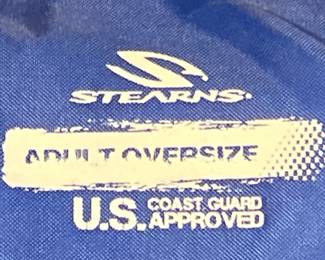 STEARNS®
ADULT OVERSIZE
U.S. COAST GUARD APPROVED